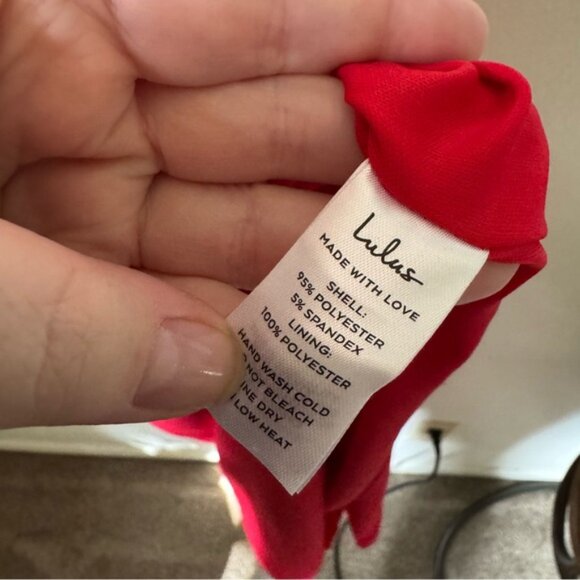 Lulus
MADE WITH LOVE
SHELL:
95% POLYESTER
5% SPANDEX
LINING:
100% POLYESTER
HAND WASH COLD
NOT BLEACH
DRY
LOW HEAT